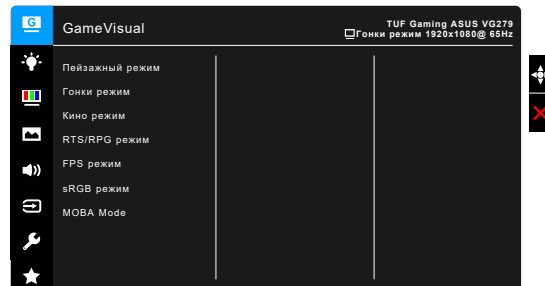 G
GameVisual
TUF Gaming ASUS VG279
Гонки режим 1920x1080@ 65Hz
Пейзажный режим
Гонки режим
Кино режим
RTS/RPG режим
FPS режим
sRGB режим
MOBA Mode